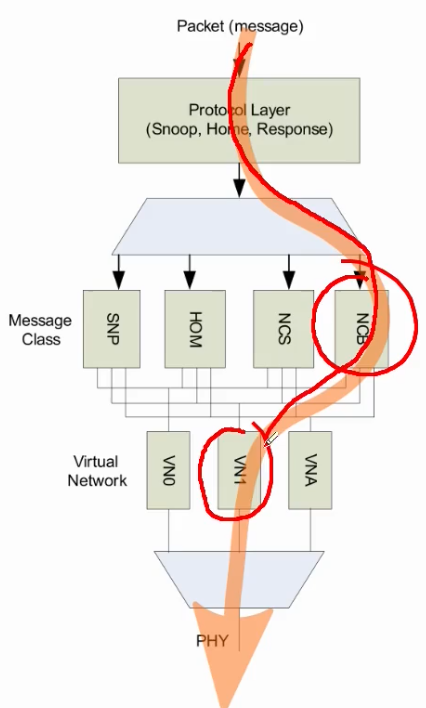 Packet (message)
Protocol Layer
(Snoop, Home, Response)
Message
Class
SNP
HOM
NCS
NCB
Virtual
Network
VN0
VN1
VNA
PHY